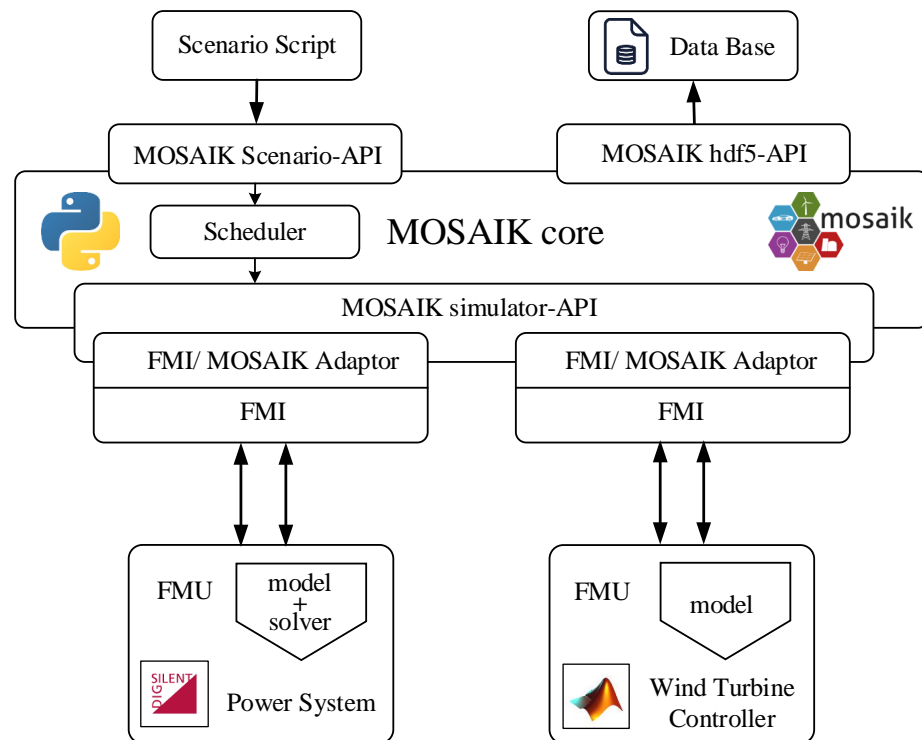 Scenario Script
Data Base
MOSAIK Scenario-API
MOSAIK hdf5-API
Scheduler
MOSAIK core
mosaik
MOSAIK simulator-API
FMI/ MOSAIK Adaptor
FMI/ MOSAIK Adaptor
FMI
FMI
FMU
model
+
solver
FMU
model
DIG
SILENT
Power System
Wind Turbine
Controller